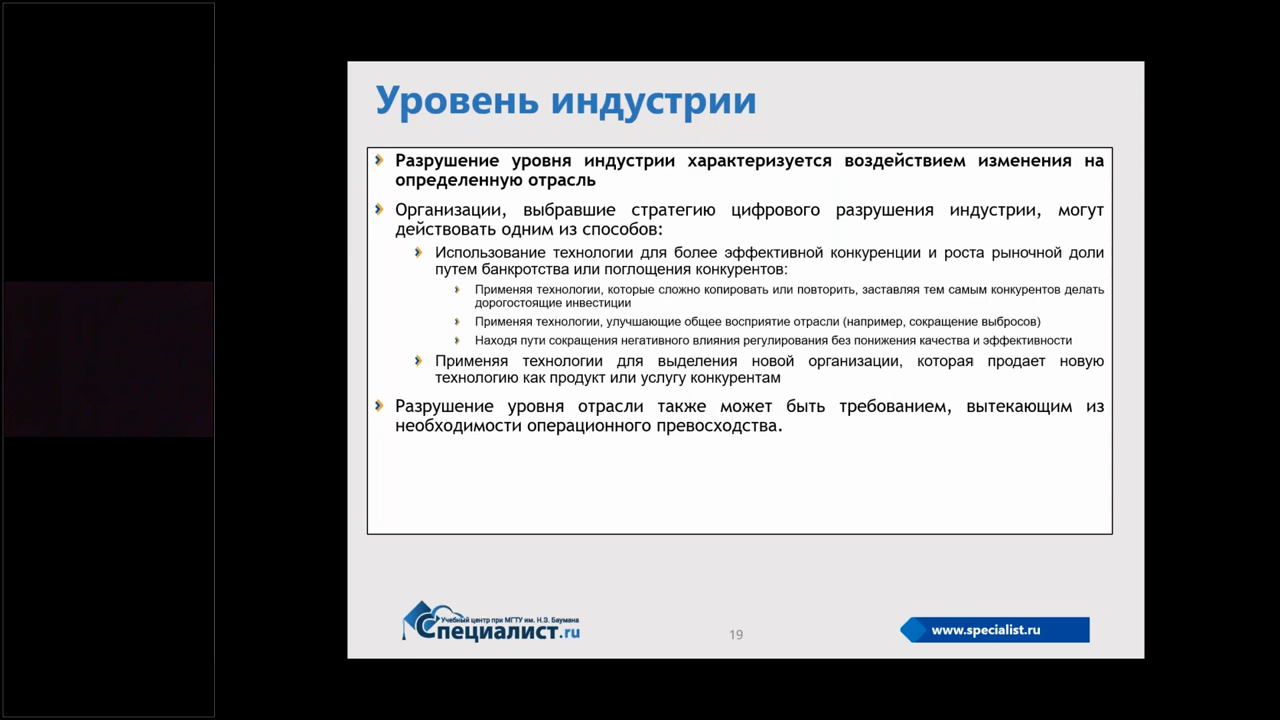 Уровень индустрии
Разрушение уровня индустрии характеризуется воздействием изменения на
определенную отрасль
Организации, выбравшие стратегию цифрового разрушения индустрии, могут
действовать одним из способов:
Использование технологии для более эффективной конкуренции и роста рыночной доли
путем банкротства или поглощения конкурентов:
Применяя технологии, которые сложно копировать или повторить, заставляя тем самым конкурентов делать
дорогостоящие инвестиции
Применяя технологии, улучшающие общее восприятие отрасли (например, сокращение выбросов)
Находя пути сокращения негативного влияния регулирования без понижения качества и эффективности
Применяя технологии для выделения новой организации, которая продает новую
технологию как продукт или услугу конкурентам
Разрушение уровня отрасли также может быть требованием, вытекающим из
необходимости операционного превосходства.
Учебный центр при МГТУ им. Н.Э. Баумана
Специалист.ru
19
www.specialist.ru